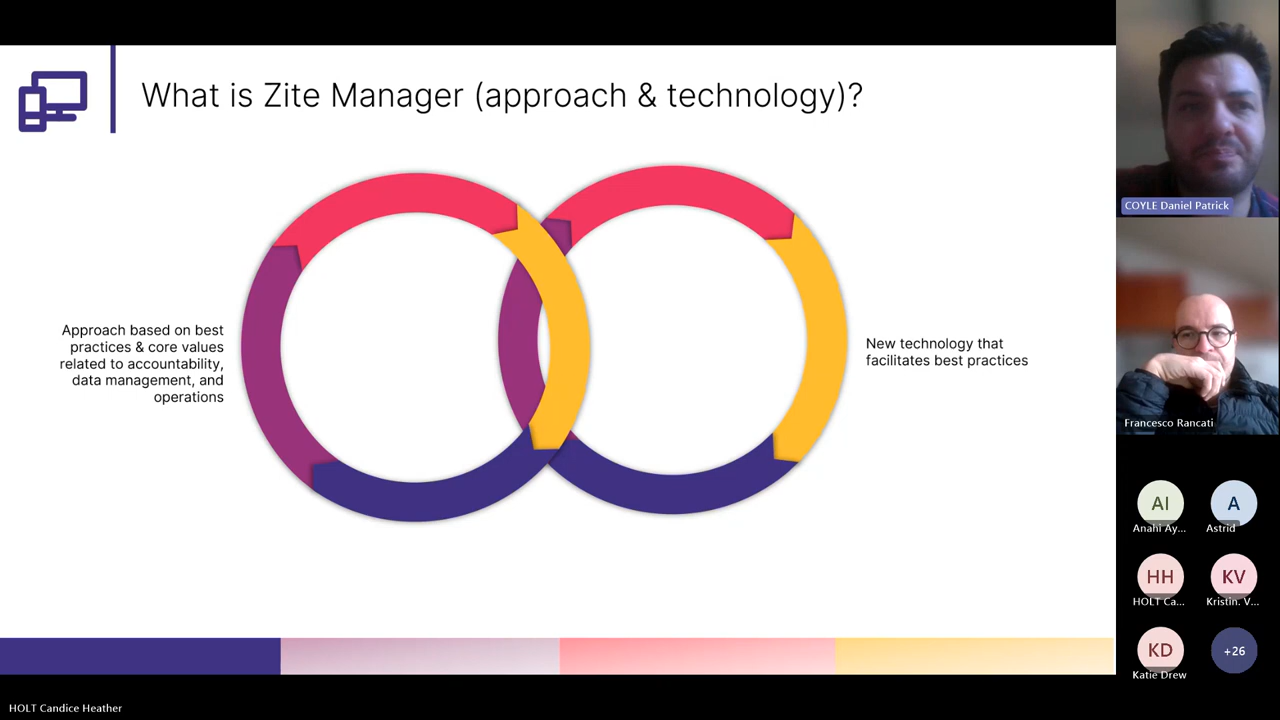 What is Zite Manager (approach & technology)?
Approach based on best
practices & core values
related to accountability,
data management, and
operations
New technology that
facilitates best practices
COYLE Daniel Patrick
Francesco Rancati
AI
Anahi Ay...
A
Astrid
HH
HOLT Ca...
KV
Kristin. V...
KD
Katie Drew
+26
HOLT Candice Heather